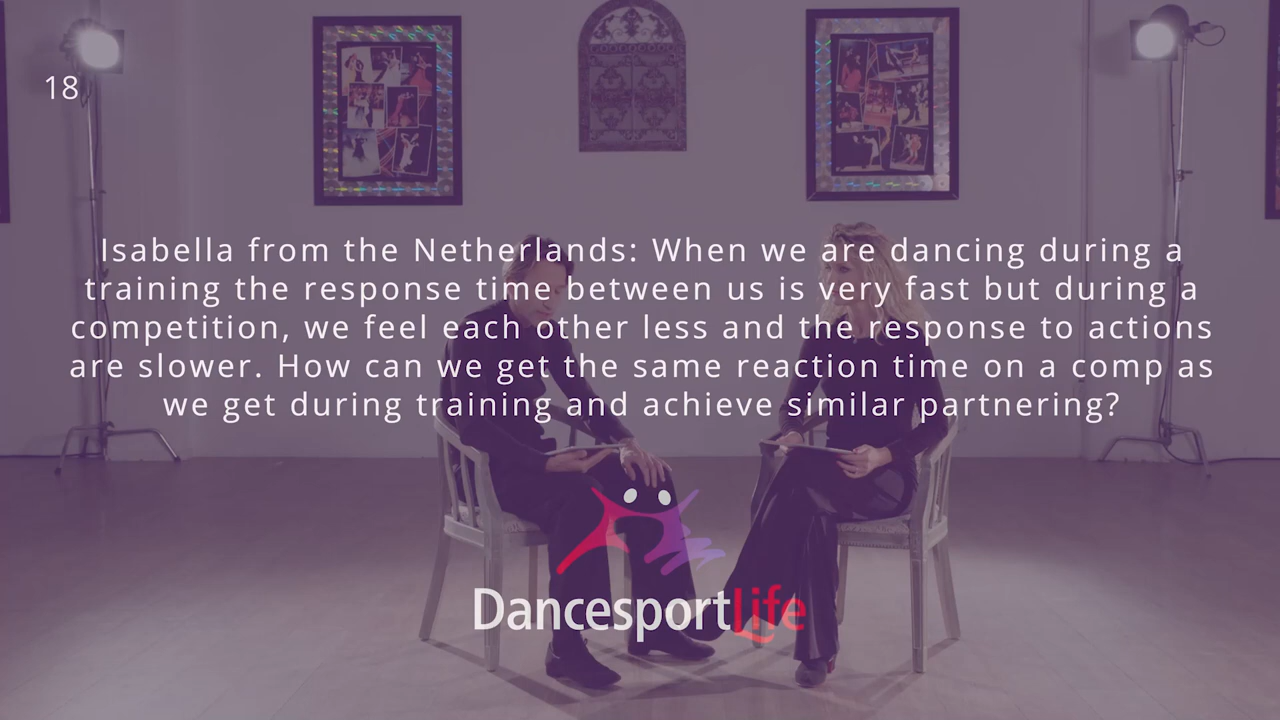 18
Isabella from the Netherlands: When we are dancing during a
training the response time between us is very fast but during a
competition, we feel each other less and the response to actions
are slower. How can we get the same reaction time on a comp as
we get during training and achieve similar partnering?
Dancesportlife